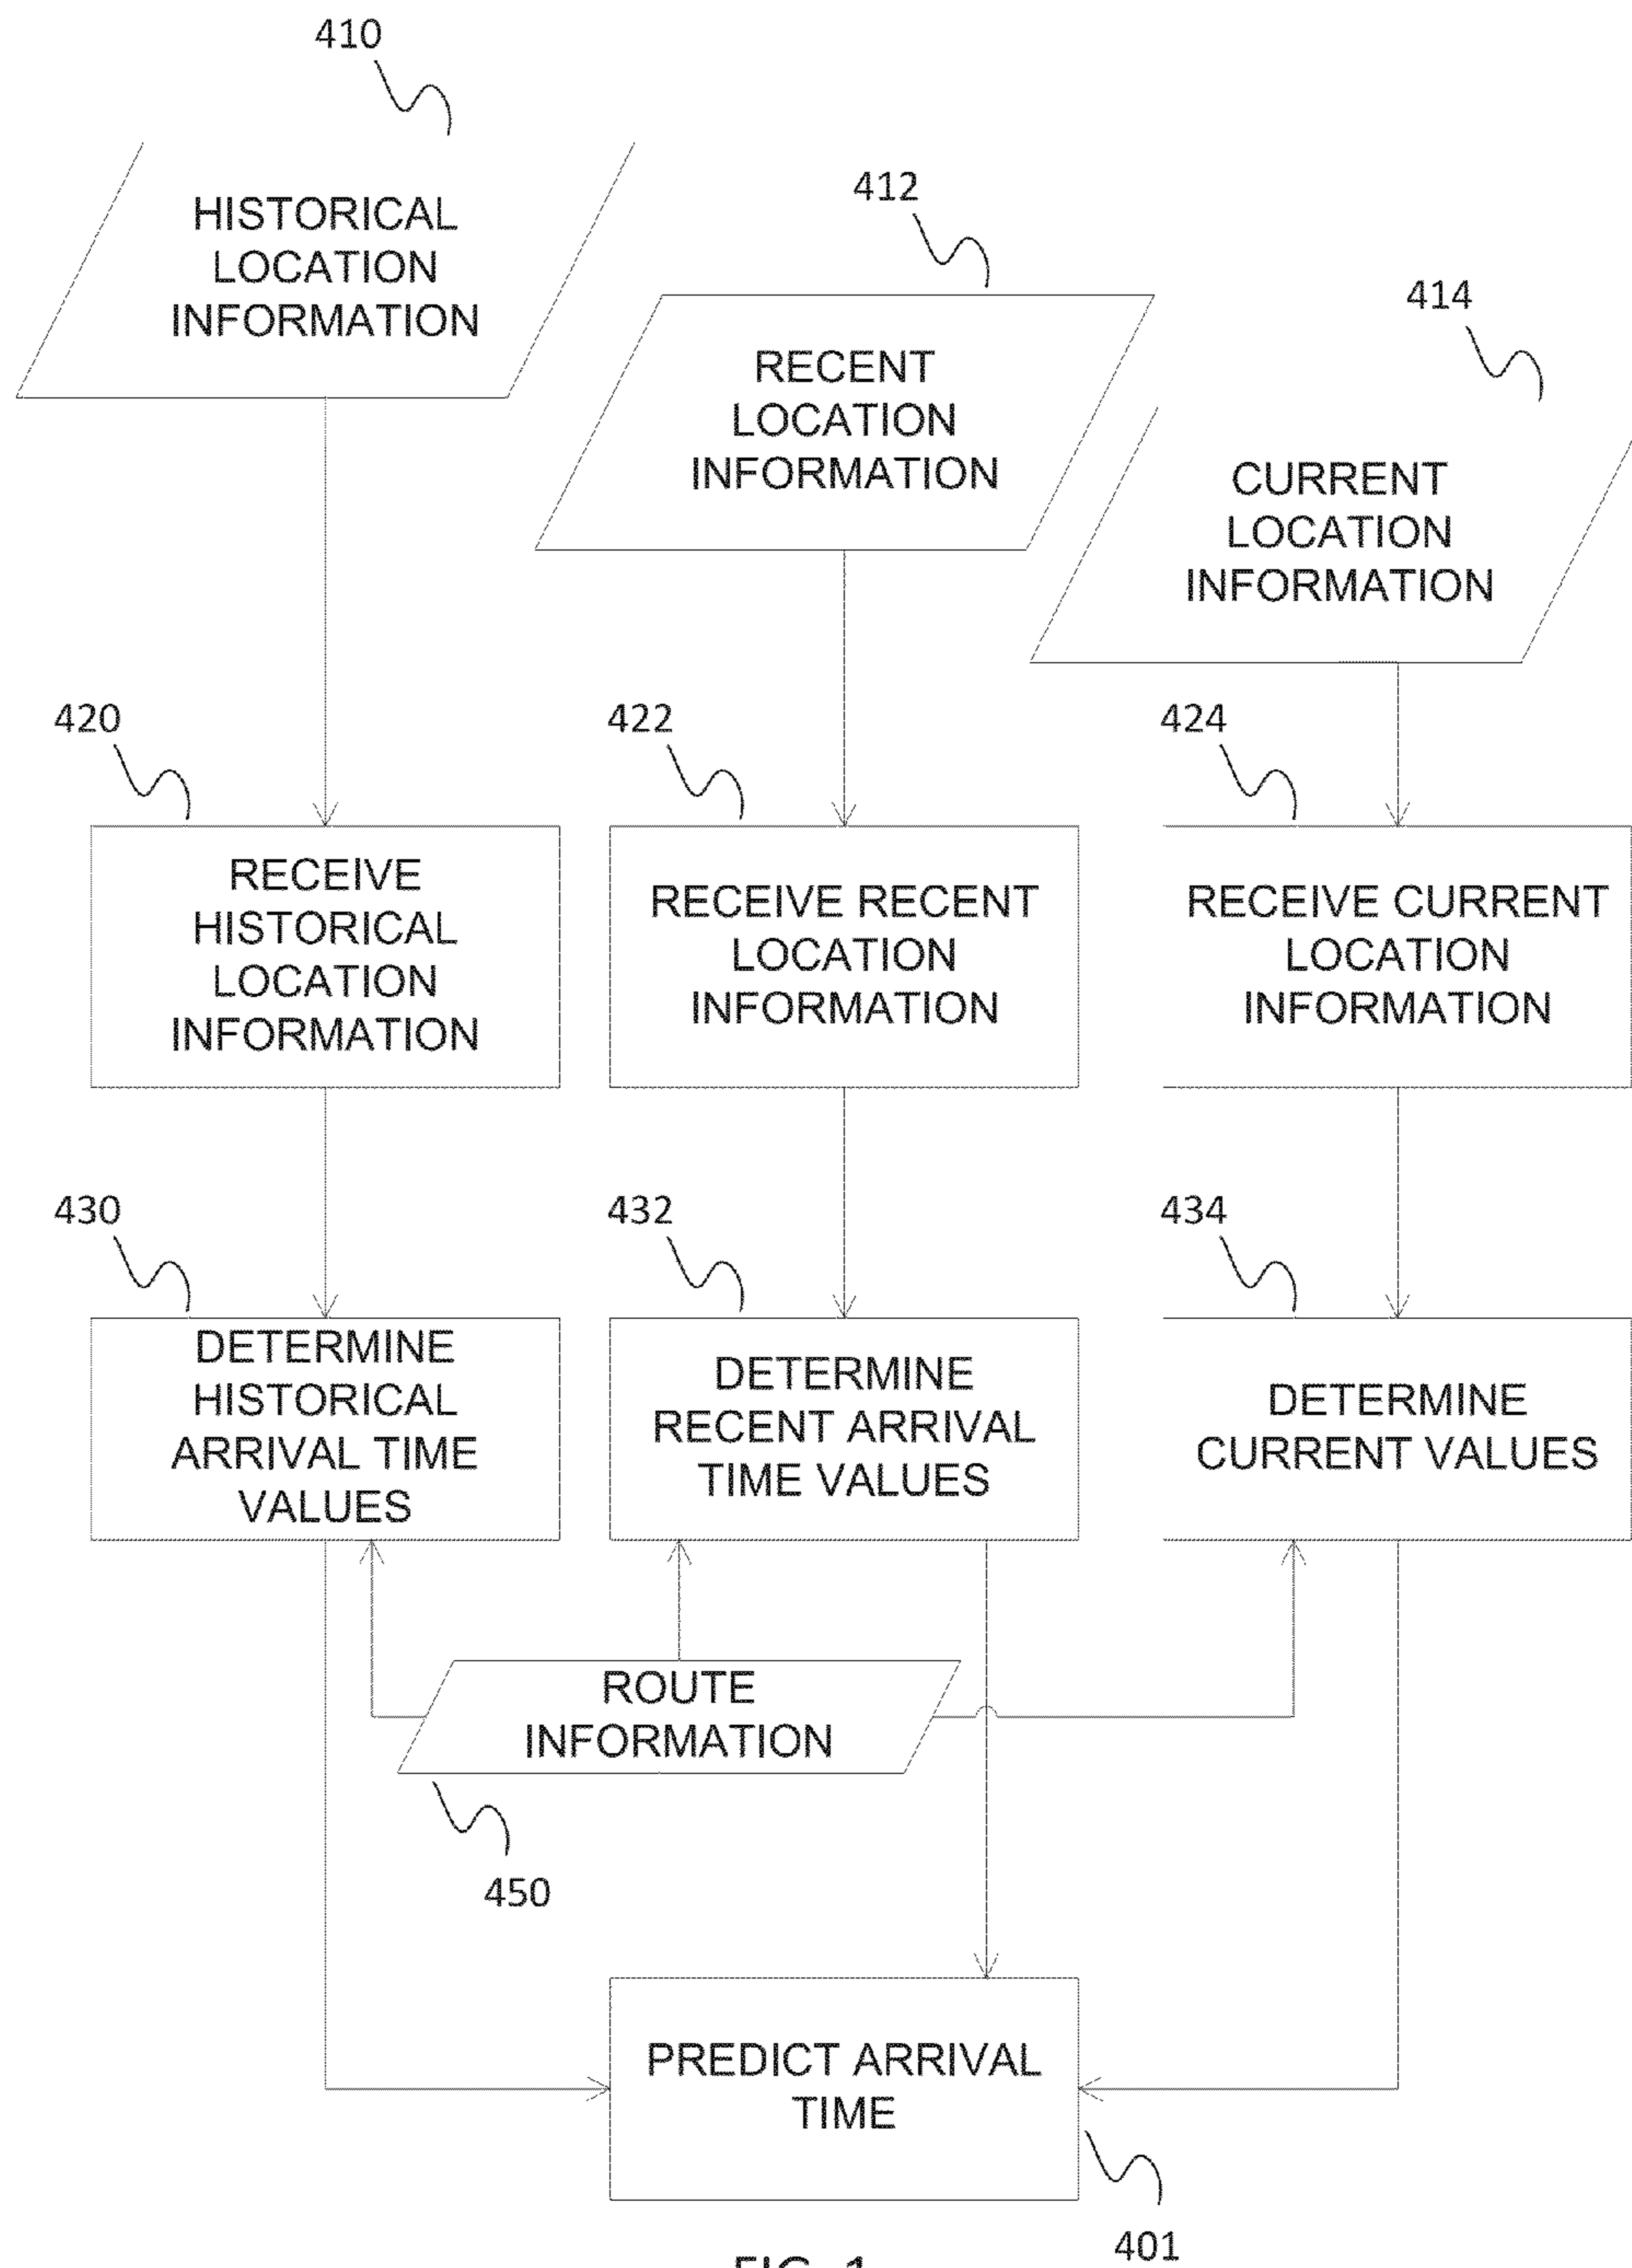 410
HISTORICAL
LOCATION
INFORMATION
412
RECENT
LOCATION
INFORMATION
414
CURRENT
LOCATION
INFORMATION
420
RECEIVE
HISTORICAL
LOCATION
INFORMATION
422
RECEIVE RECENT
LOCATION
INFORMATION
424
RECEIVE CURRENT
LOCATION
INFORMATION
430
DETERMINE
HISTORICAL
ARRIVAL TIME
VALUES
432
DETERMINE
RECENT ARRIVAL
TIME VALUES
434
DETERMINE
CURRENT VALUES
ROUTE
INFORMATION
450
PREDICT ARRIVAL
TIME
401
FIG. 1